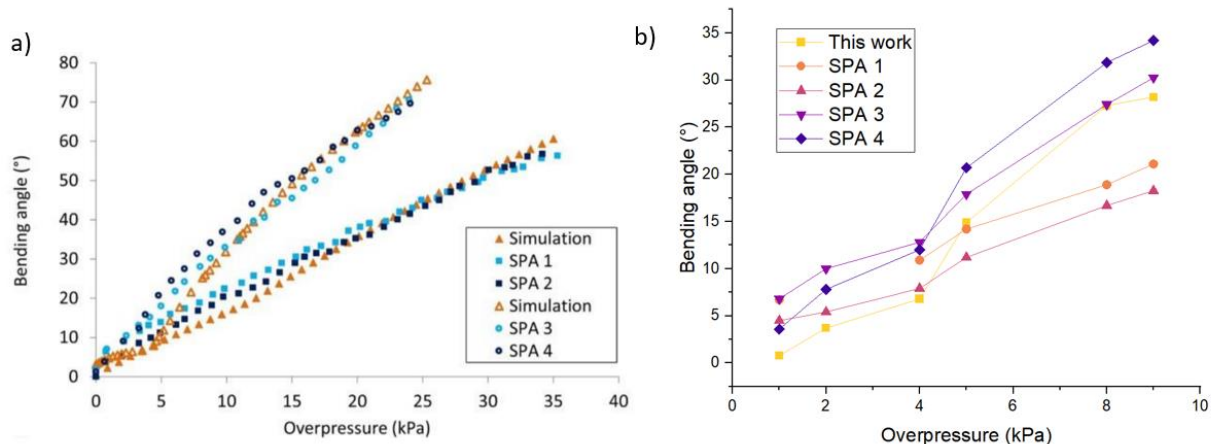 a)
80
70
60
50
40
30
20
10
0
Bending angle (°)
0 5 10 15 20 25 30 35 40
Overpressure (kPa)
Simulation
SPA 1
SPA 2
Simulation
SPA 3
SPA 4
b)
35
30
25
20
15
10
5
0
Bending angle (°)
0 2 4 6 8 10
Overpressure (kPa)
This work
SPA 1
SPA 2
SPA 3
SPA 4